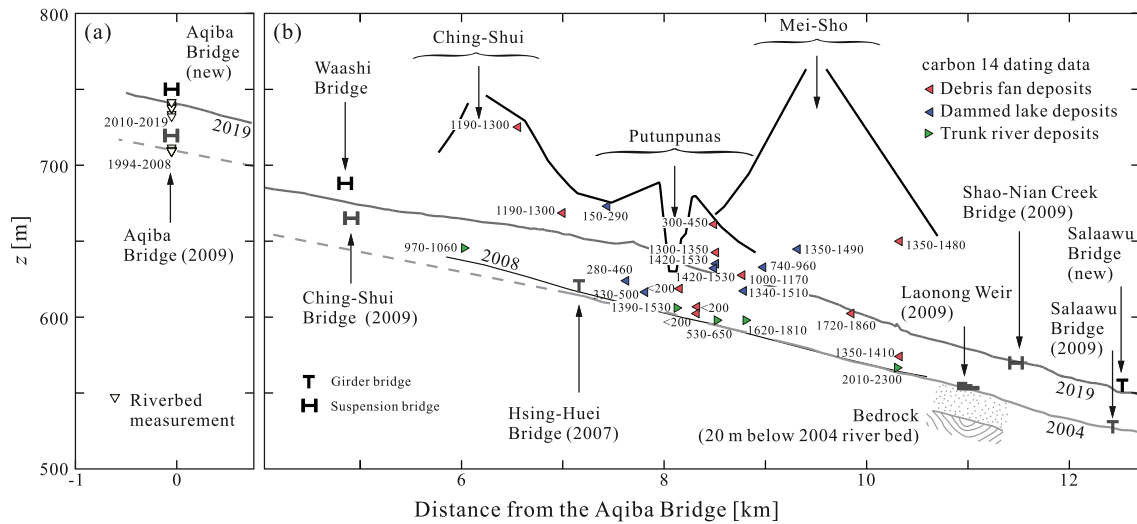 800
700
600
500
z [m]
(a)
Aqiba
Bridge
(new)
2010-2019
2019
1994-2008
Aqiba
Bridge (2009)
Riverbed
measurement
-1
0
(b)
Ching-Shui
Mei-Sho
Waashi
Bridge
Putunpunas
carbon 14 dating data
Debris fan deposits
Dammed lake deposits
Trunk river deposits
1190-1300
1190-1300
150-290
300-450
970-1060
2008
280-460
330-500
1390-1530
1300-1350
1420-1530
1420-1530
<200
<200
<200
530-650
1350-1490
740-960
1000-1170
1340-1510
1620-1810
1350-1480
1720-1860
1350-1410
2010-2300
Ching-Shui
Bridge (2009)
Shao-Nian Creek
Bridge (2009)
Salaawu
Bridge
(new)
Laonong Weir
(2009)
Salaawu
Bridge
(2009)
Girder bridge
Suspension bridge
Hsing-Huei
Bridge (2007)
Bedrock
(20 m below 2004 river bed)
2019
2004
6
8
10
11
12
Distance from the Aqiba Bridge [km]